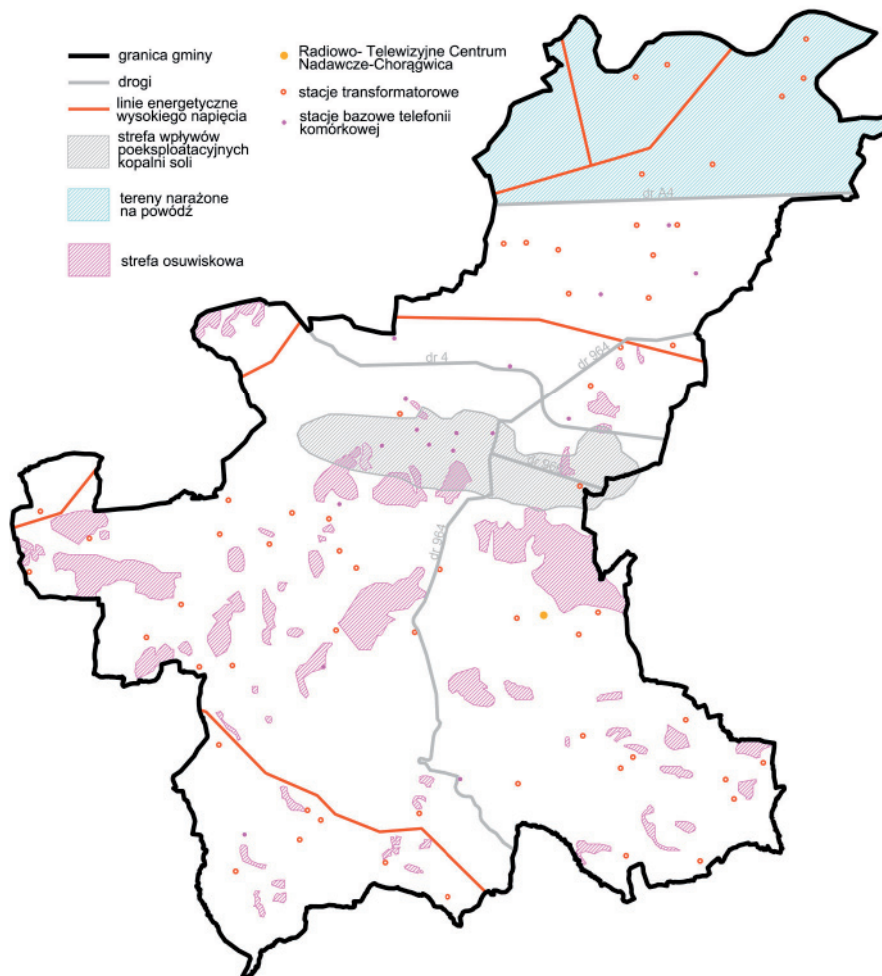 granica gminy
drogi
linie energetyczne
wysokiego napięcia
strefa wpływów
poeksploatacyjnych
kopalni soli
tereny narażone
na powódź
strefa osuwiskowa
Radiowo- Telewizyjne Centrum
Nadawcze-Chorągwica
stacje transformatorowe
stacje bazowe telefonii
komórkowej
dr A4
dr 964
dr 4
dr 964
dr 964